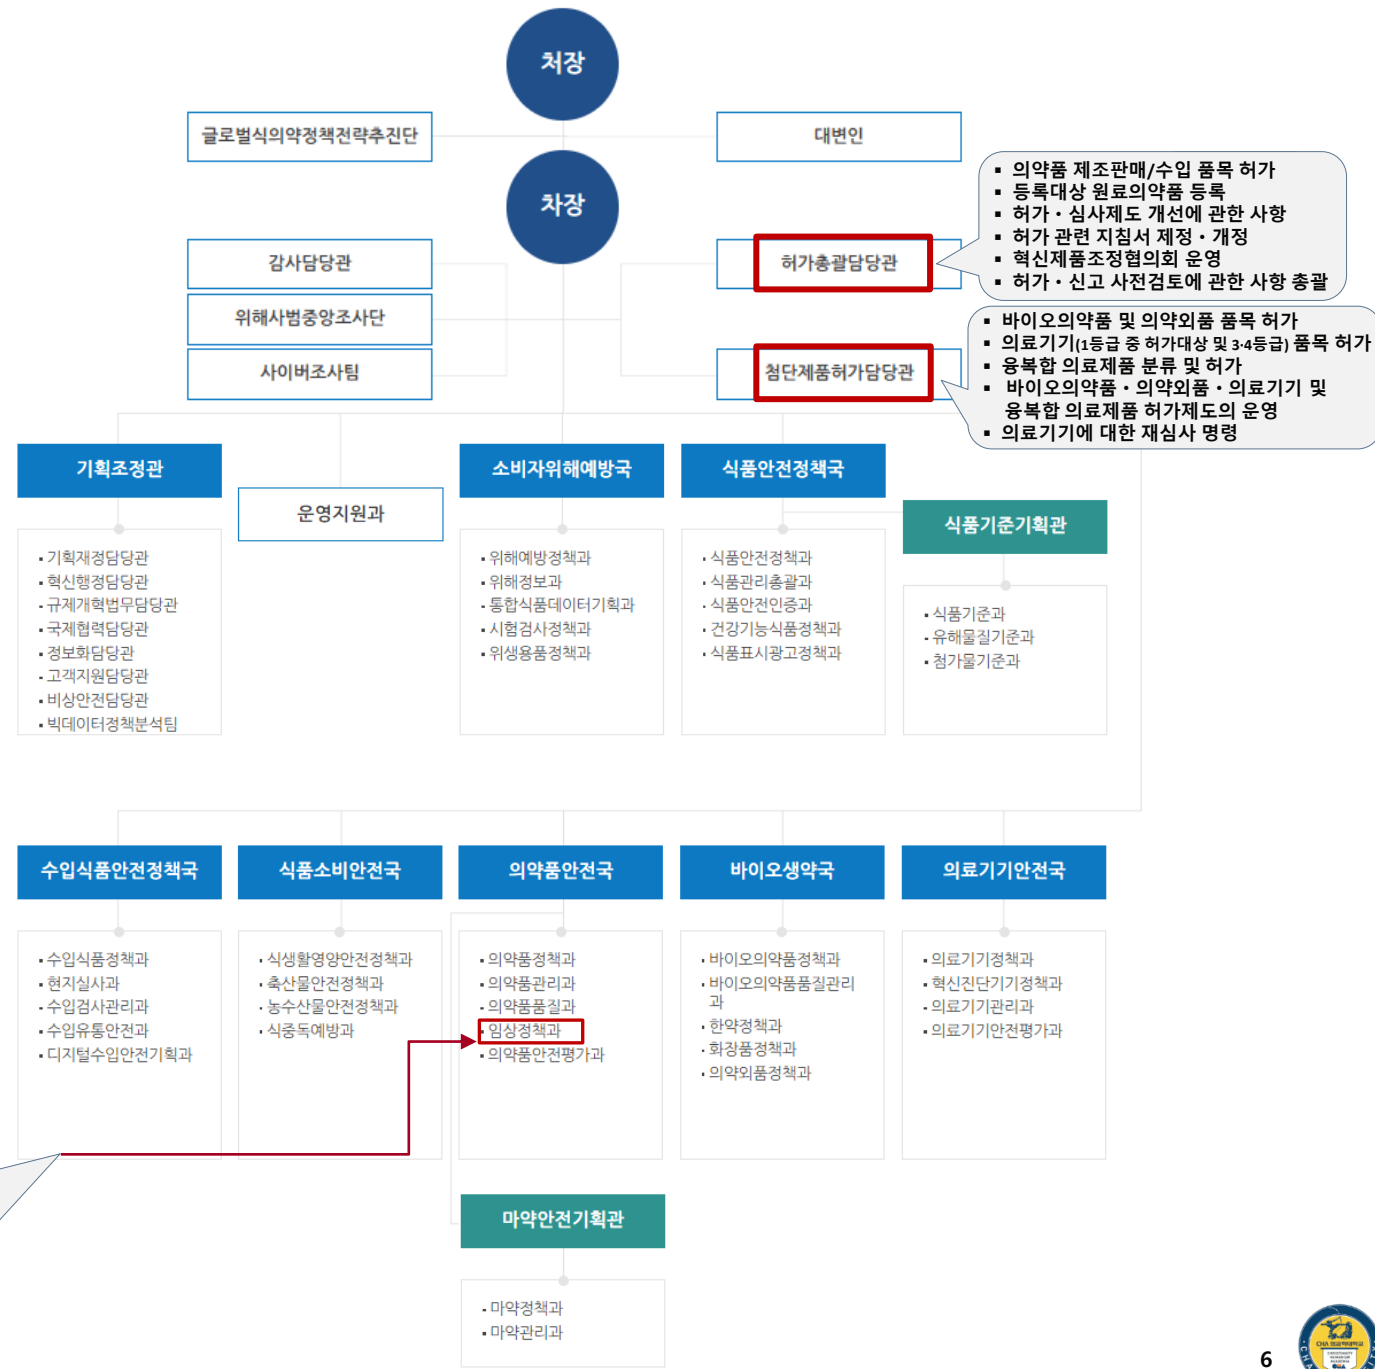 처장
글로벌식의약정책전략추진단
대변인
차장
▪ 의약품 제조판매/수입 품목 허가
▪ 등록대상 원료의약품 등록
▪ 허가・심사제도 개선에 관한 사항
▪ 허가 관련 지침서 제정・개정
▪ 혁신제품조정협의회 운영
▪ 허가・신고 사전검토에 관한 사항 총괄
감사담당관
허가총괄담당관
위해사범중앙조사단
사이버조사팀
첨단제품허가담당관
▪ 바이오의약품 및 의약외품 품목 허가
▪ 의료기기(1등급 중 허가대상 및 3·4등급) 품목 허가
▪ 융복합 의료제품 분류 및 허가
▪ 바이오의약품・의약외품・의료기기 및
융복합 의료제품 허가제도의 운영
▪ 의료기기에 대한 재심사 명령
기획조정관
▪ 기획재정담당관
▪ 혁신행정담당관
▪ 규제개혁법무담당관
▪ 국제협력담당관
▪ 정보화담당관
▪ 고객지원담당관
▪ 비상안전담당관
▪ 빅데이터정책분석팀
운영지원과
소비자위해예방국
▪ 위해예방정책과
▪ 위해정보과
▪ 통합식품데이터기획과
▪ 시험검사정책과
▪ 위생용품정책과
식품안전정책국
▪ 식품안전정책과
▪ 식품관리총괄과
▪ 식품안전인증과
▪ 건강기능식품정책과
▪ 식품표시광고정책과
식품기준기획관
▪ 식품기준과
▪ 유해물질기준과
▪ 첨가물기준과
수입식품안전정책국
▪ 수입식품정책과
▪ 현지실사과
▪ 수입검사관리과
▪ 수입유통안전과
▪ 디지털수입안전기획과
식품소비안전국
▪ 식생활영양안전정책과
▪ 축산물안전정책과
▪ 농수산물안전정책과
▪ 식중독예방과
의약품안전국
▪ 의약품정책과
▪ 의약품관리과
▪ 의약품품질과
▪ 임상정책과
▪ 의약품안전평가과
바이오생약국
▪ 바이오의약품정책과
▪ 바이오의약품품질관리
과
▪ 한약정책과
▪ 화장품정책과
▪ 의약외품정책과
의료기기안전국
▪ 의료기기정책과
▪ 혁신진단기기정책과
▪ 의료기기관리과
▪ 의료기기안전평가과
마약안전기획관
▪ 마약정책과
▪ 마약관리과
6